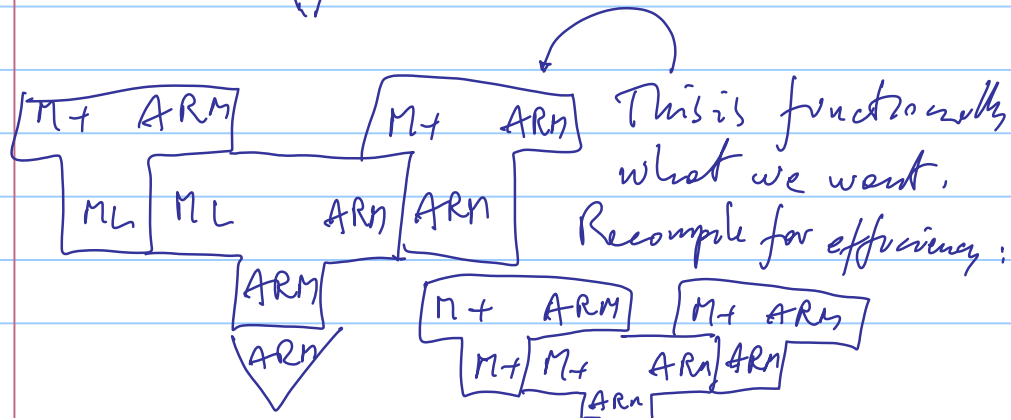 M+ ARM
M+ ARM
This is functionally
what we want.
ML
ML ARM
ARM
Recompile for efficiency:
ARM
M+ ARM
M+ ARM
ARM
M+
M+ ARM
ARM
ARM